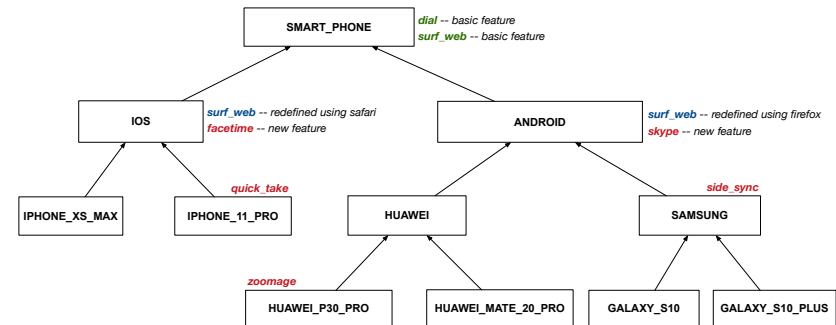 SMART_PHONE
dial -- basic feature
surf_web -- basic feature
IOS
surf_web -- redefined using safari
facetime -- new feature
ANDROID
surf_web -- redefined using firefox
skype -- new feature
quick_take
side_sync
IPHONE_XS_MAX
IPHONE_11_PRO
HUAWEI
SAMSUNG
zoomage
HUAWEI_P30_PRO
HUAWEI_MATE_20_PRO
GALAXY_S10
GALAXY_S10_PLUS